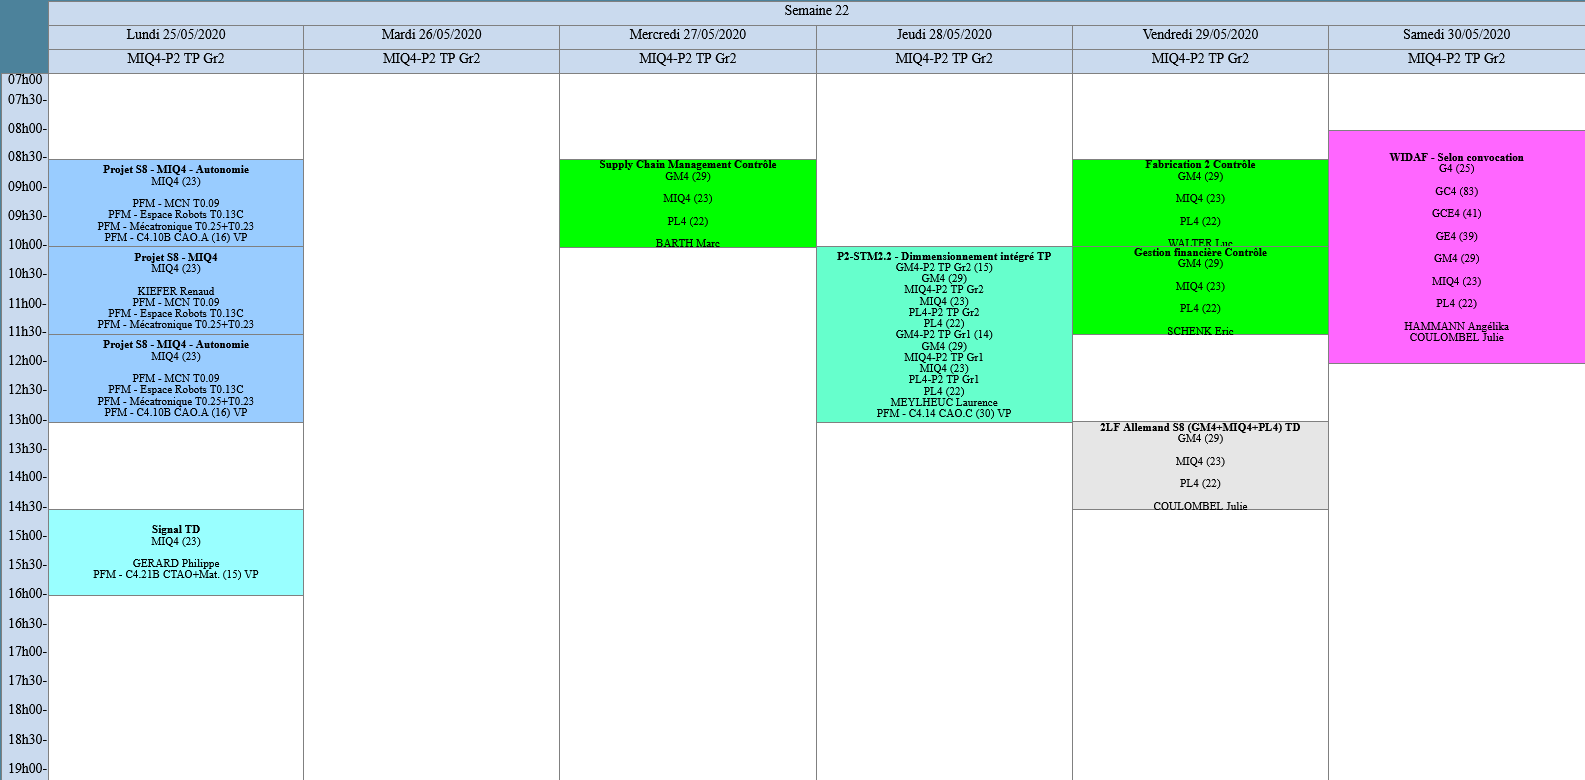 Semaine 22
Lundi 25/05/2020
Mardi 26/05/2020
Mercredi 27/05/2020
Jeudi 28/05/2020
Vendredi 29/05/2020
Samedi 30/05/2020
MIQ4-P2 TP Gr2
MIQ4-P2 TP Gr2
MIQ4-P2 TP Gr2
MIQ4-P2 TP Gr2
MIQ4-P2 TP Gr2
MIQ4-P2 TP Gr2
07h00
07h30-
08h00-
08h30-
09h00-
09h30-
10h00-
10h30-
11h00-
11h30-
12h00-
12h30-
13h00-
13h30-
14h00-
14h30-
15h00-
15h30-
16h00-
16h30-
17h00-
17h30-
18h00-
18h30-
19h00-
Projet S8 - MIQ4 - Autonomie
MIQ4 (23)
PFM - MCN T0.09
PFM - Espace Robots T0.13C
PFM - Mécatronique T0.25+T0.23
PFM - C4.10B CAO.A (16) VP
Projet S8 - MIQ4
MIQ4 (23)
KIEFER Renaud
PFM - MCN T0.09
PFM - Espace Robots T0.13C
PFM - Mécatronique T0.25+T0.23
Projet S8 - MIQ4 - Autonomie
MIQ4 (23)
PFM - MCN T0.09
PFM - Espace Robots T0.13C
PFM - Mécatronique T0.25+T0.23
PFM - C4.10B CAO.A (16) VP
Signal TD
MIQ4 (23)
GERARD Philippe
PFM - C4.21B CTAO+Mat. (15) VP
Supply Chain Management Contrôle
GM4 (29)
MIQ4 (23)
PL4 (22)
BARTH Marc
P2-STM2.2 - Dimmensionnement intégré TP
GM4-P2 TP Gr2 (15)
GM4 (29)
MIQ4-P2 TP Gr2
MIQ4 (23)
PL4-P2 TP Gr2
PL4 (22)
GM4-P2 TP Gr1 (14)
GM4 (29)
MIQ4-P2 TP Gr1
MIQ4 (23)
PL4-P2 TP Gr1
PL4 (22)
MEYLHEUC Laurence
PFM - C4.14 CAO.C (30) VP
Fabrication 2 Contrôle
GM4 (29)
MIQ4 (23)
PL4 (22)
WALTER Luc
Gestion financière Contrôle
GM4 (29)
MIQ4 (23)
PL4 (22)
SCHENK Eric
2LF Allemand S8 (GM4+MIQ4+PL4) TD
GM4 (29)
MIQ4 (23)
PL4 (22)
COULOMBEL Julie
WIDAF - Selon convocation
G4 (25)
GC4 (83)
GCE4 (41)
GE4 (39)
GM4 (29)
MIQ4 (23)
PL4 (22)
HAMMANN Angélika
COULOMBEL Julie